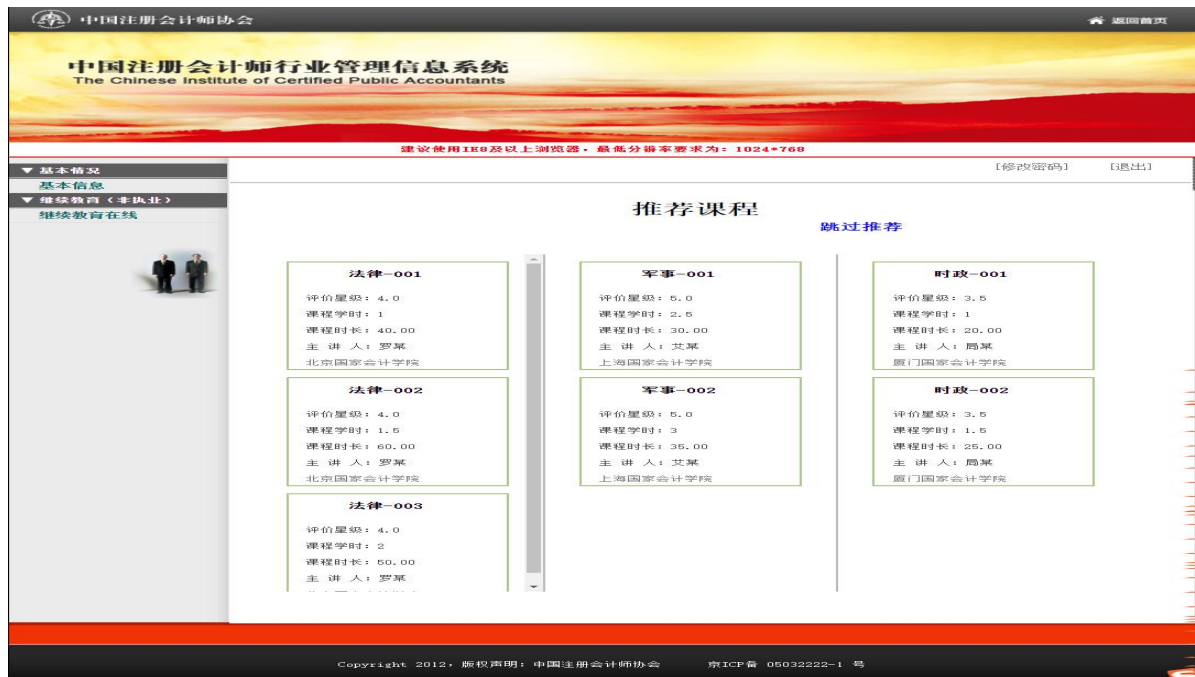 中国注册会计师协会
返回首页
中国注册会计师行业管理信息系统
The Chinese Institute of Certified Public Accountants
建议使用IE8及以上浏览器，最低分辨率要求为：1024*768
▼ 基本情况
基本信息
▼ 继续教育（非执业）
继续教育在线
[修改密码] [退出]
推荐课程
跳过推荐
法律-001
评价星级：4.0
课程学时：1
课程时长：40.00
主 讲 人：罗某
北京国家会计学院
法律-002
评价星级：4.0
课程学时：1.5
课程时长：60.00
主 讲 人：罗某
北京国家会计学院
法律-003
评价星级：4.0
课程学时：2
课程时长：50.00
主 讲 人：罗某
军事-001
评价星级：5.0
课程学时：2.5
课程时长：30.00
主 讲 人：艾某
上海国家会计学院
军事-002
评价星级：5.0
课程学时：3
课程时长：35.00
主 讲 人：艾某
上海国家会计学院
时政-001
评价星级：3.5
课程学时：1
课程时长：20.00
主 讲 人：局某
厦门国家会计学院
时政-002
评价星级：3.5
课程学时：1.5
课程时长：25.00
主 讲 人：局某
厦门国家会计学院
Copyright 2012，版权声明：中国注册会计师协会 京ICP备 05032222-1 号